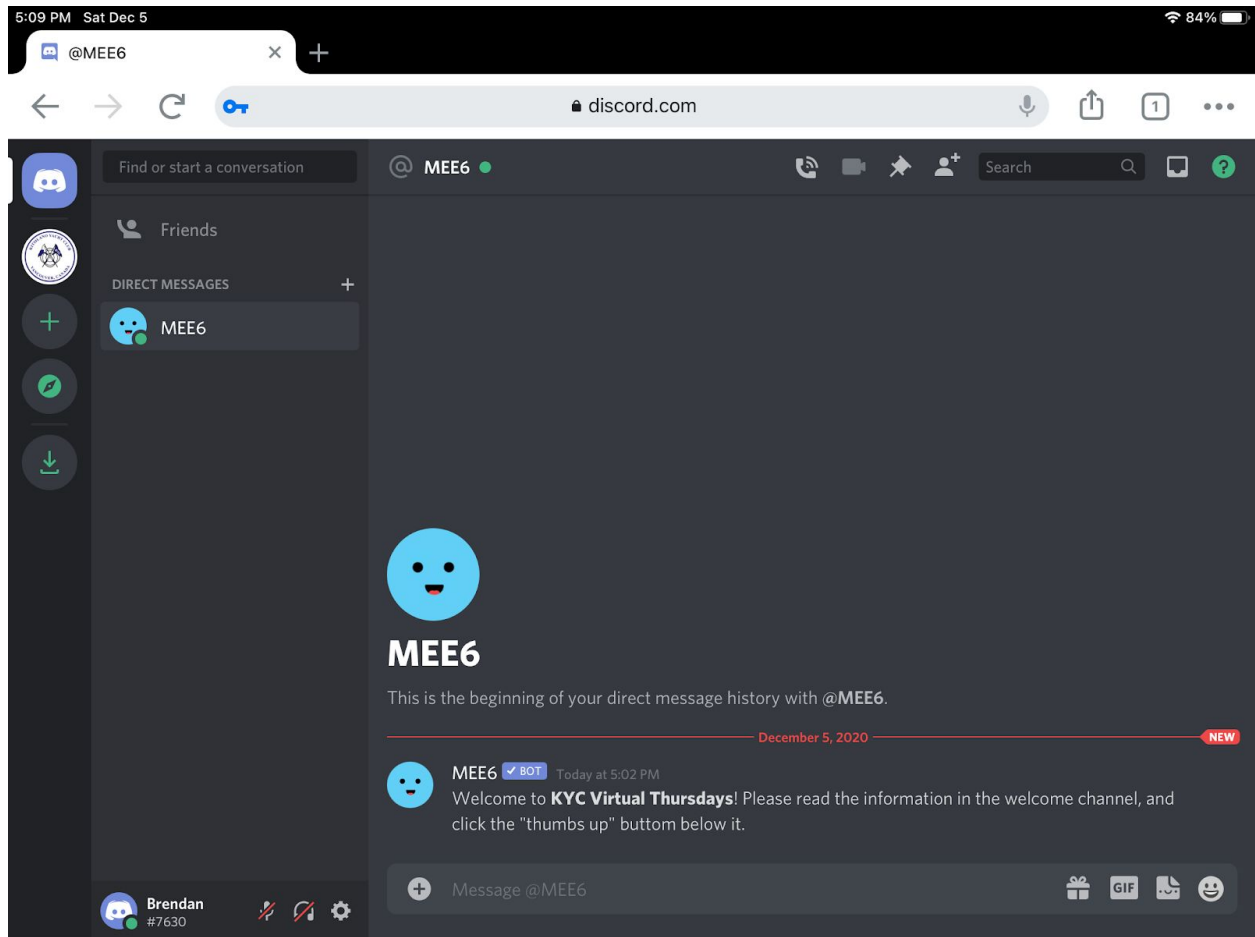 5:09 PM Sat Dec 5
84%
@MEE6
discord.com
1
Find or start a conversation
@ MEE6
Search
Friends
DIRECT MESSAGES
MEE6
MEE6
This is the beginning of your direct message history with @MEE6.
December 5, 2020
NEW
MEE6 BOT Today at 5:02 PM
Welcome to KYC Virtual Thursdays! Please read the information in the welcome channel, and
click the "thumbs up" buttom below it.
Brendan
#7630
Message @MEE6
GIF